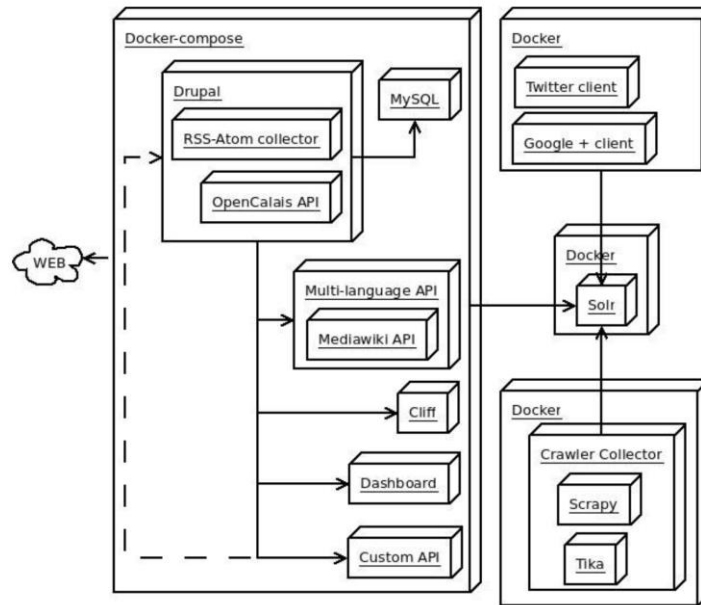 Docker-compose
Drupal
RSS-Atom collector
OpenCalais API
MySQL
WEB
Multi-language API
Mediawiki API
Cliff
Dashboard
Custom API
Docker
Twitter client
Google + client
Docker
Solr
Docker
Crawler Collector
Scrapy
Tika